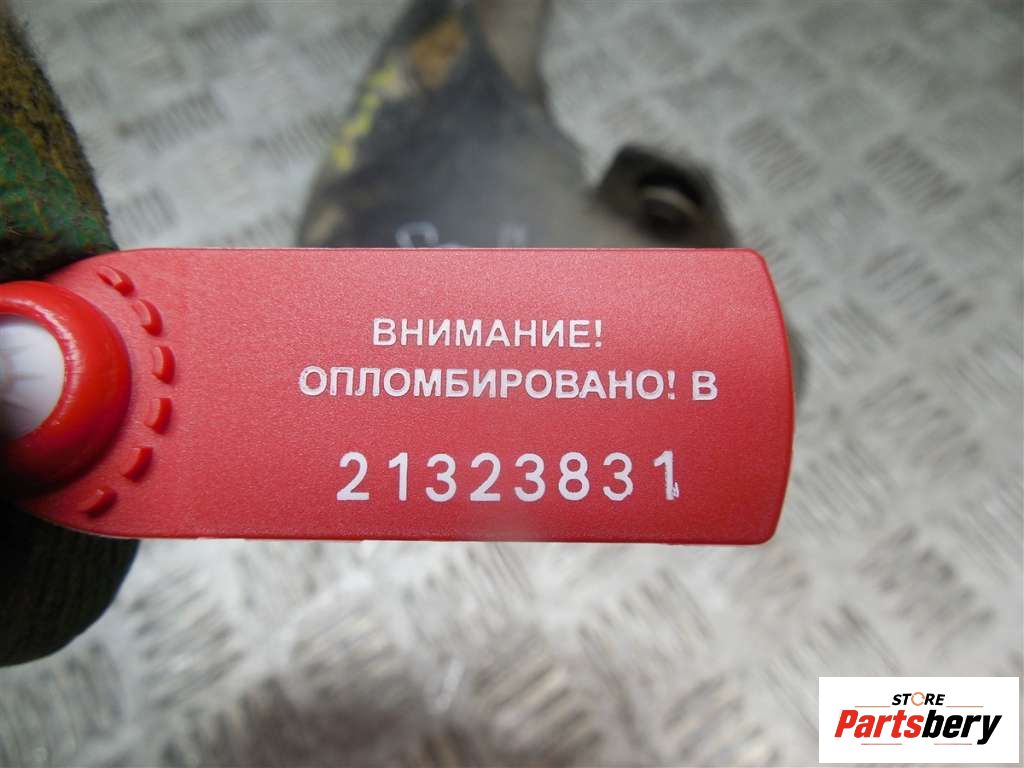 ВНИМАНИЕ!
ОПЛОМБИРОВАНО! В
21323831
STORE
Partsbery